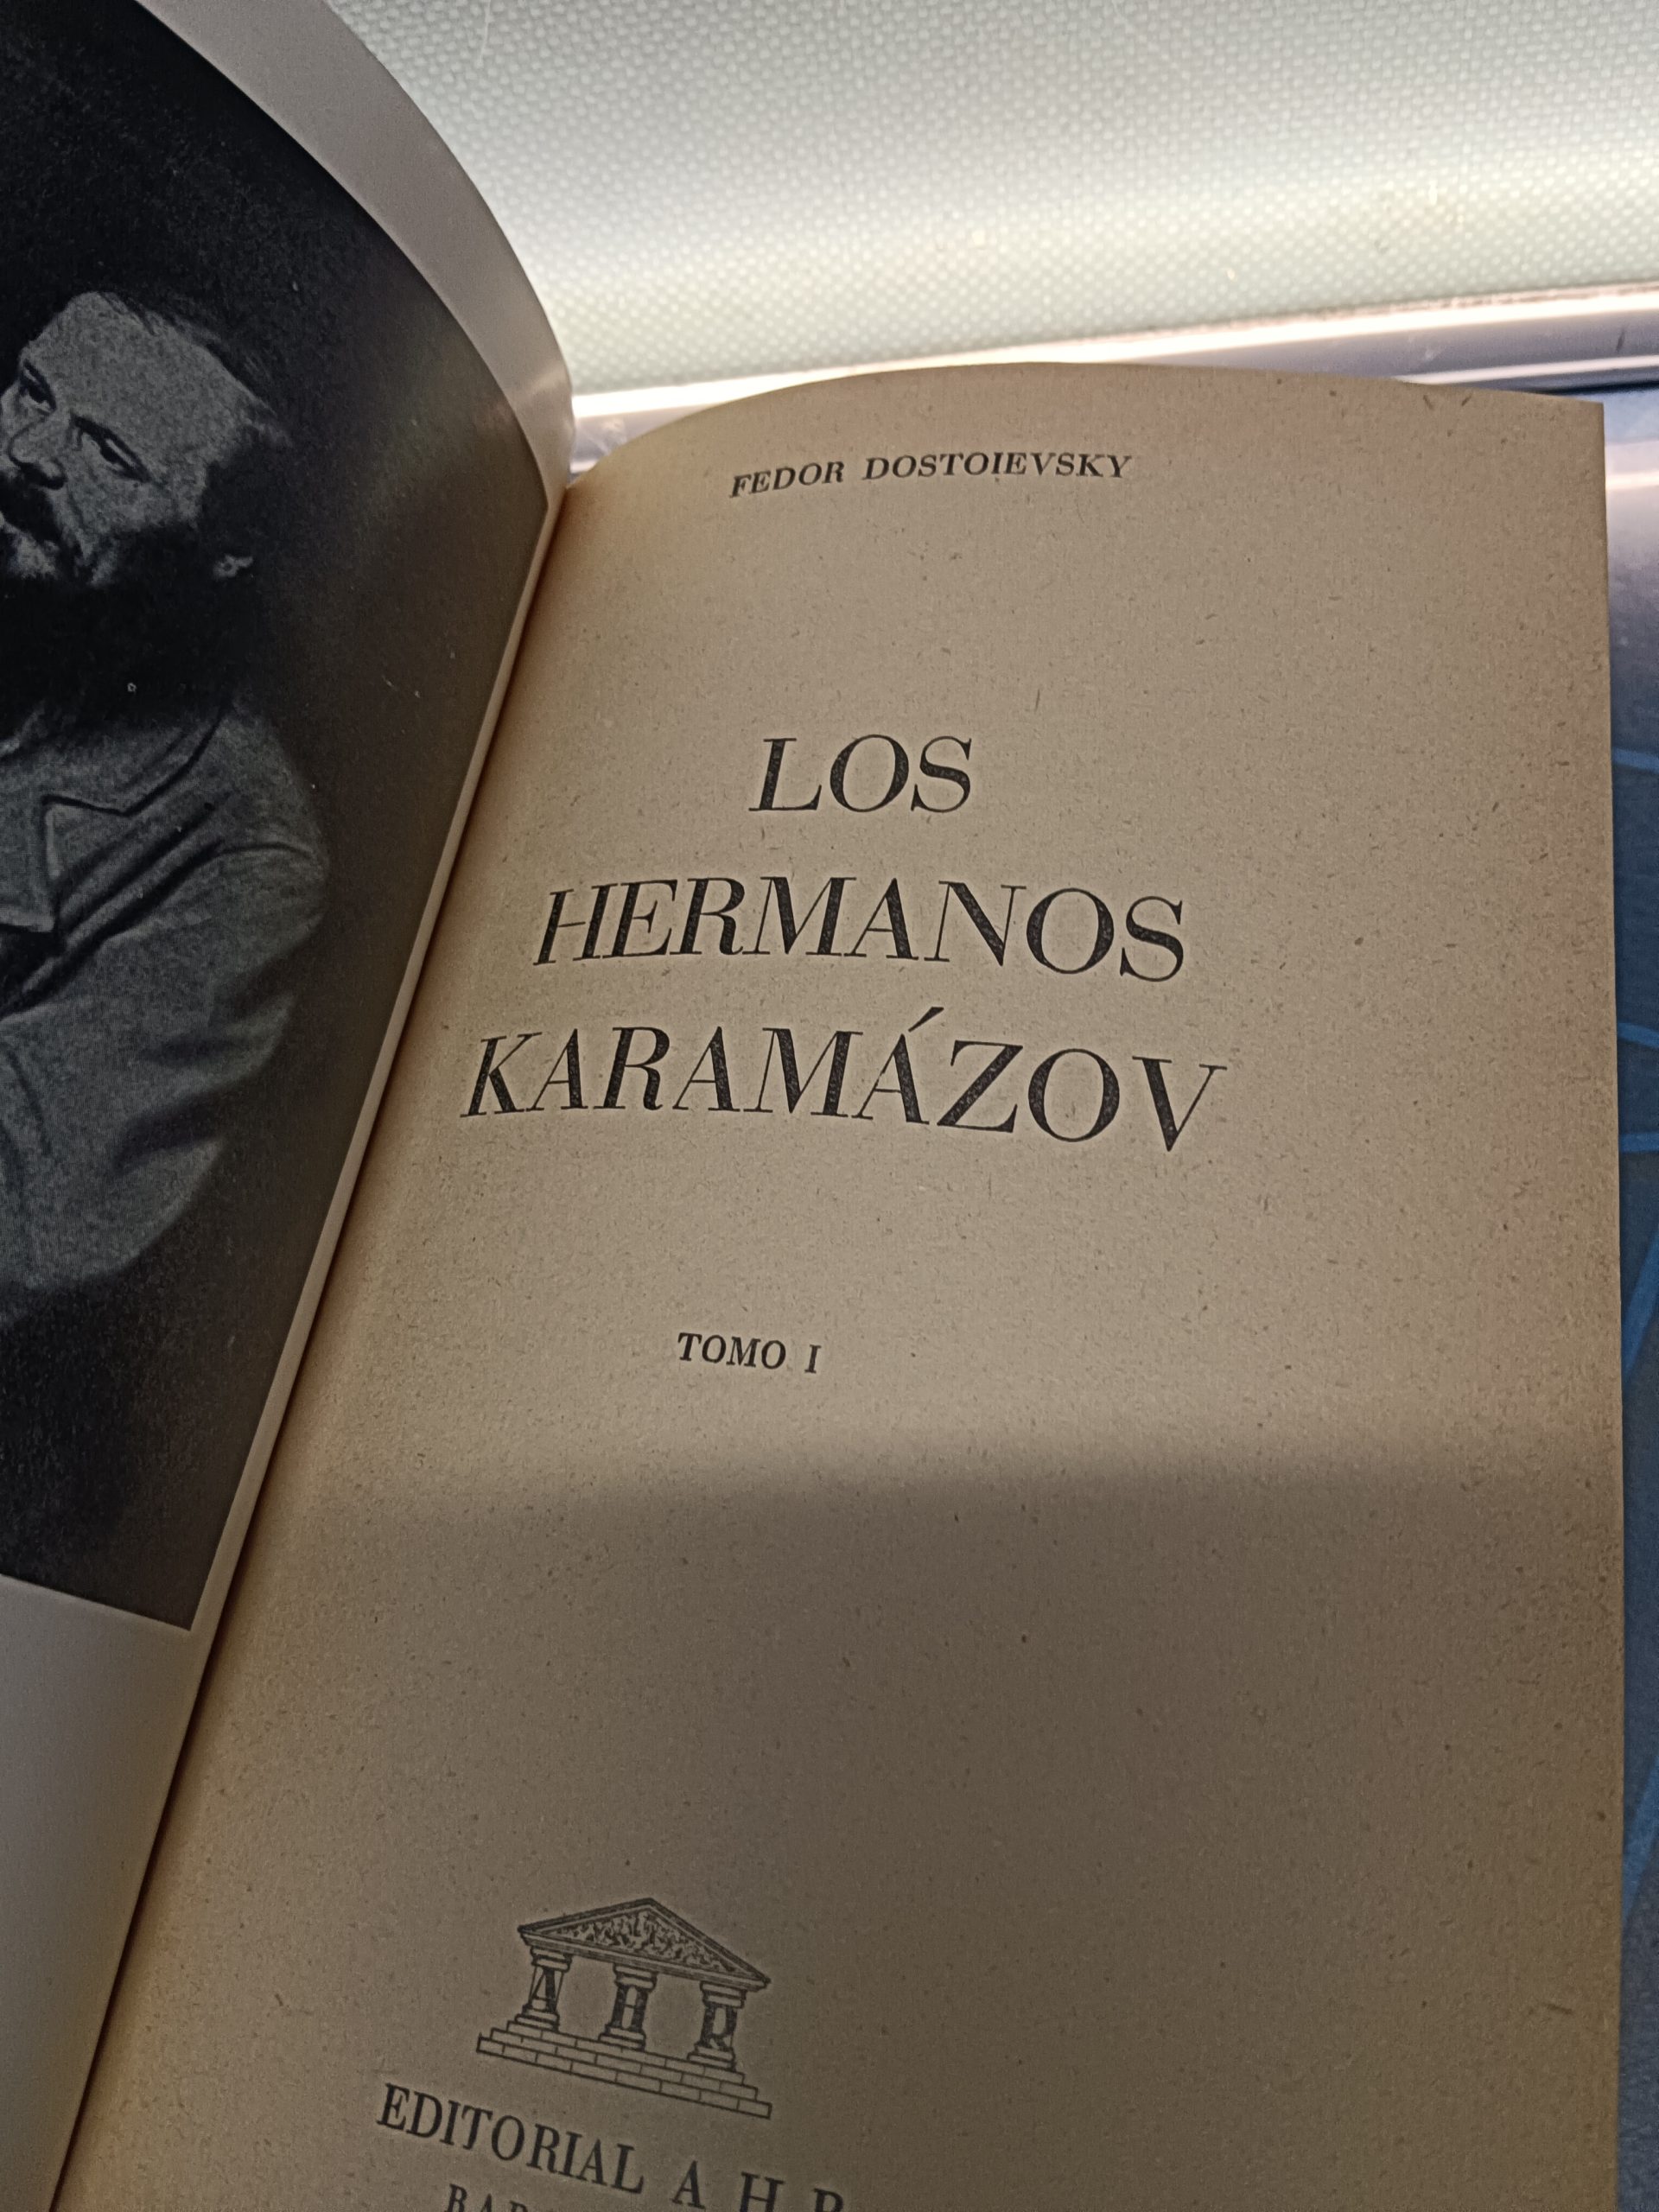 FEDOR DOSTOIEVSKY
LOS
HERMANOS
KARAMÁZOV
TOMO I
A H R
EDITORIAL A H R